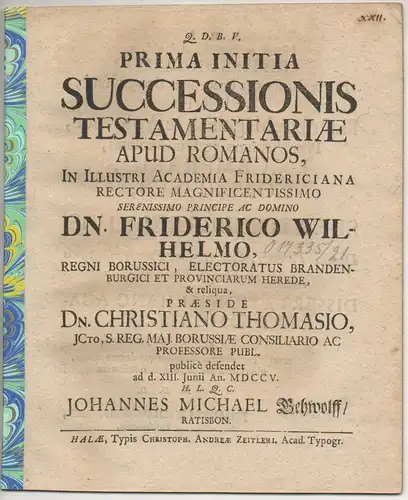 XXII.
Q. D. B. V.
PRIMA INITIA
SUCCESSIONIS
TESTAMENTARIÆ
APUD ROMANOS,
IN ILLUSTRI ACADEMIA FRIDERICIANA
RECTORE MAGNIFICENTISSIMO
SERENISSIMO PRINCIPE AC DOMINO
DN. FRIDERICO WIL-
HELMO,
017335/21
REGNI BORUSSICI, ELECTORATUS BRANDEN-
BURGICI ET PROVINCIARUM HEREDE,
& reliqua,
PRÆSIDE
DN. CHRISTIANO THOMASIO,
JCTO, S. REG. MAJ. BORUSSIÆ CONSILIARIO AC
PROFESSORE PUBL.
publicè defendet
ad d. XIII. Junii An. MDCCV.
H. L. Q. C.
JOHANNES MICHAEL Behwolff/
RATISBON.
HALÆ, Typis CHRISTOPH. ANDREÆ ZEITLERI, Acad. Typogr.